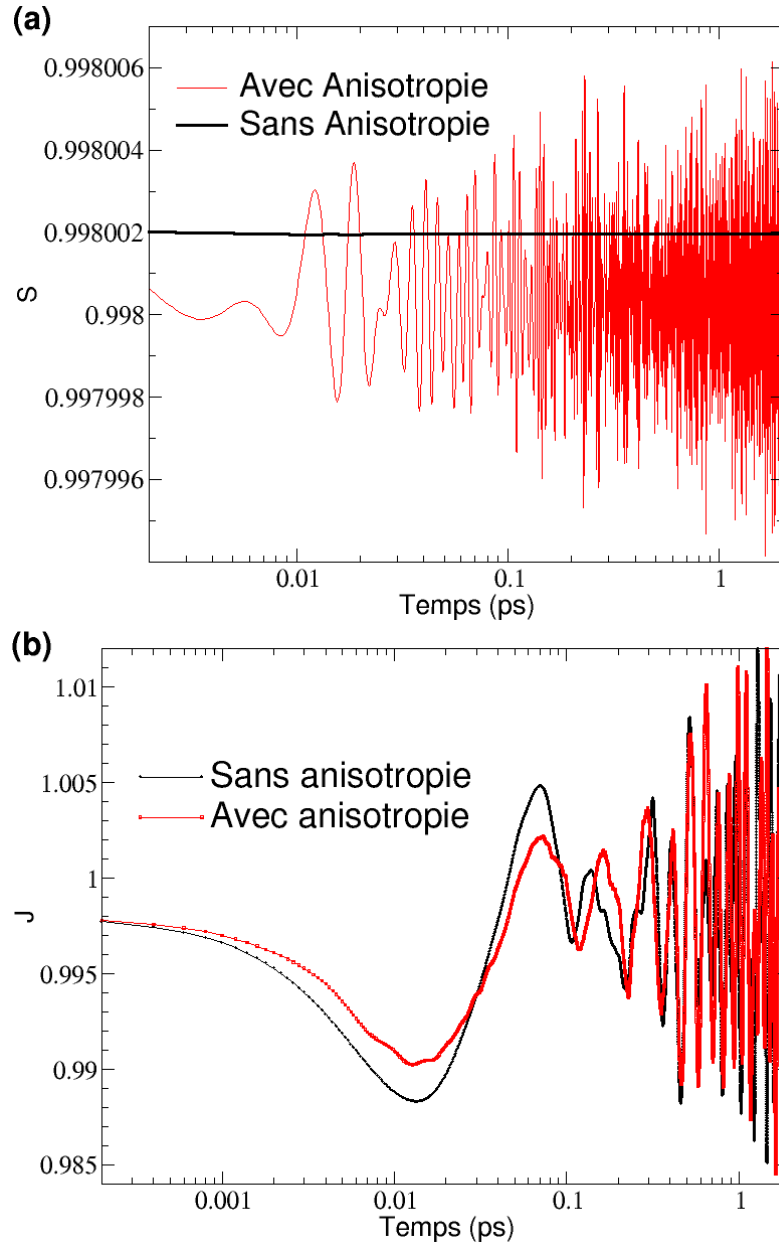 (a)
0.998006
Avec Anisotropie
Sans Anisotropie
0.998004
0.998002
S
0.998
0.997998
0.997996
0.01
0.1
1
Temps (ps)
(b)
1.01
Sans anisotropie
Avec anisotropie
1.005
1
J
0.995
0.99
0.985
0.001
0.01
0.1
1
Temps (ps)